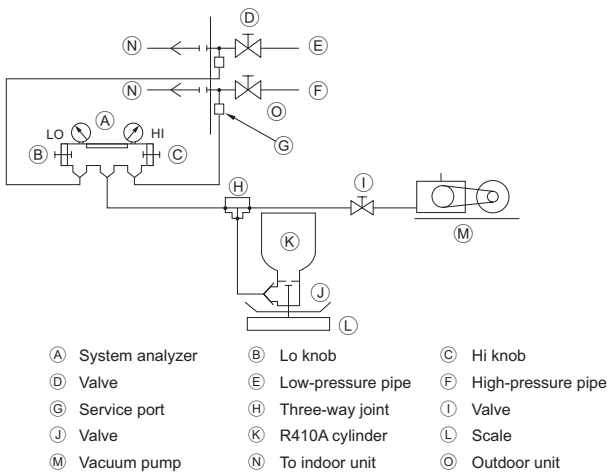 Ⓓ
Ⓝ Ⓔ
Ⓝ Ⓕ
Ⓐ Ⓞ
LO HI
Ⓑ Ⓒ Ⓖ
Ⓗ Ⓘ
Ⓚ
Ⓜ
Ⓙ
Ⓛ
Ⓐ System analyzer Ⓑ Lo knob Ⓒ Hi knob
Ⓓ Valve Ⓔ Low-pressure pipe Ⓕ High-pressure pipe
Ⓖ Service port Ⓗ Three-way joint Ⓘ Valve
Ⓙ Valve Ⓚ R410A cylinder Ⓛ Scale
Ⓜ Vacuum pump Ⓝ To indoor unit Ⓞ Outdoor unit